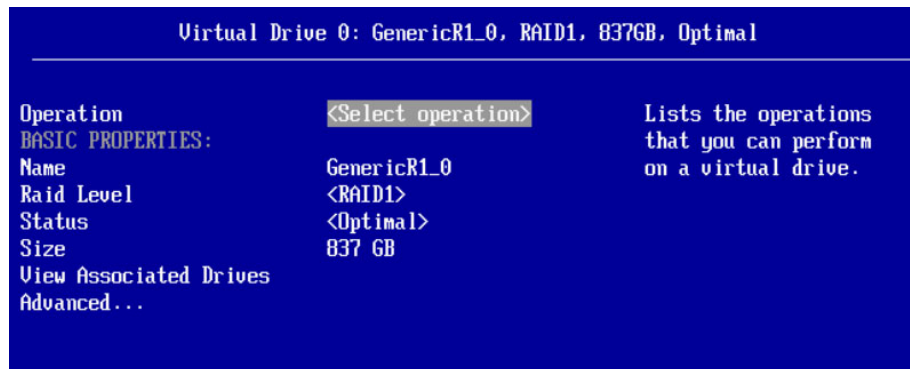 Virtual Drive 0: GenericR1_0, RAID1, 837GB, Optimal
Operation <Select operation>
BASIC PROPERTIES:
Name GenericR1_0
Raid Level <RAID1>
Status <Optimal>
Size 837 GB
View Associated Drives
Advanced...
Lists the operations
that you can perform
on a virtual drive.